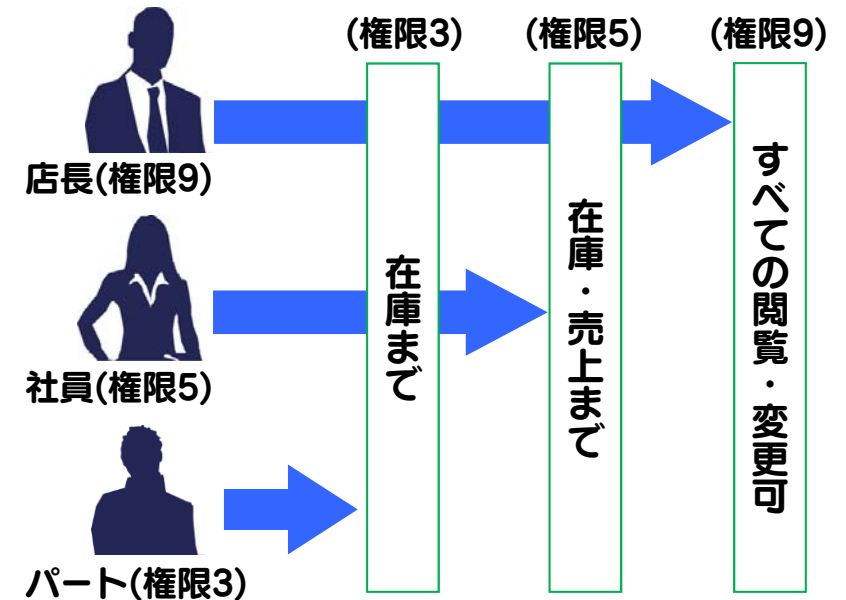 (権限3)
(権限5)
(権限9)
店長(権限9)
社員(権限5)
パート(権限3)
在庫まで
在庫・売上まで
すべての閲覧・変更可